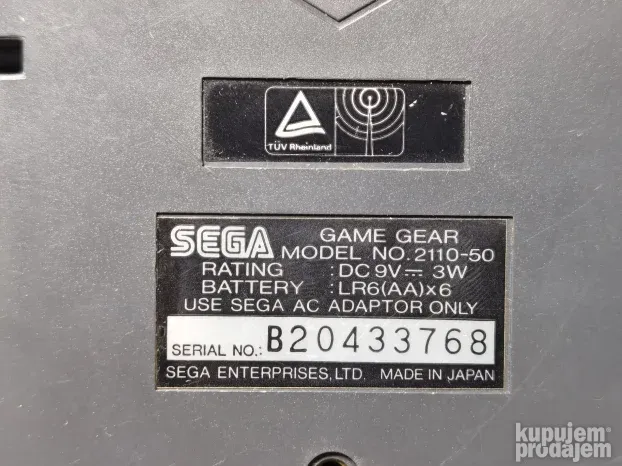 TÜV Rheinland
SEGA GAME GEAR
MODEL NO. 2110-50
RATING : DC 9V ⎓ 3W
BATTERY : LR6(AA)x6
USE SEGA AC ADAPTOR ONLY
SERIAL NO.: B20433768
SEGA ENTERPRISES, LTD. MADE IN JAPAN
kupujem
prodajem